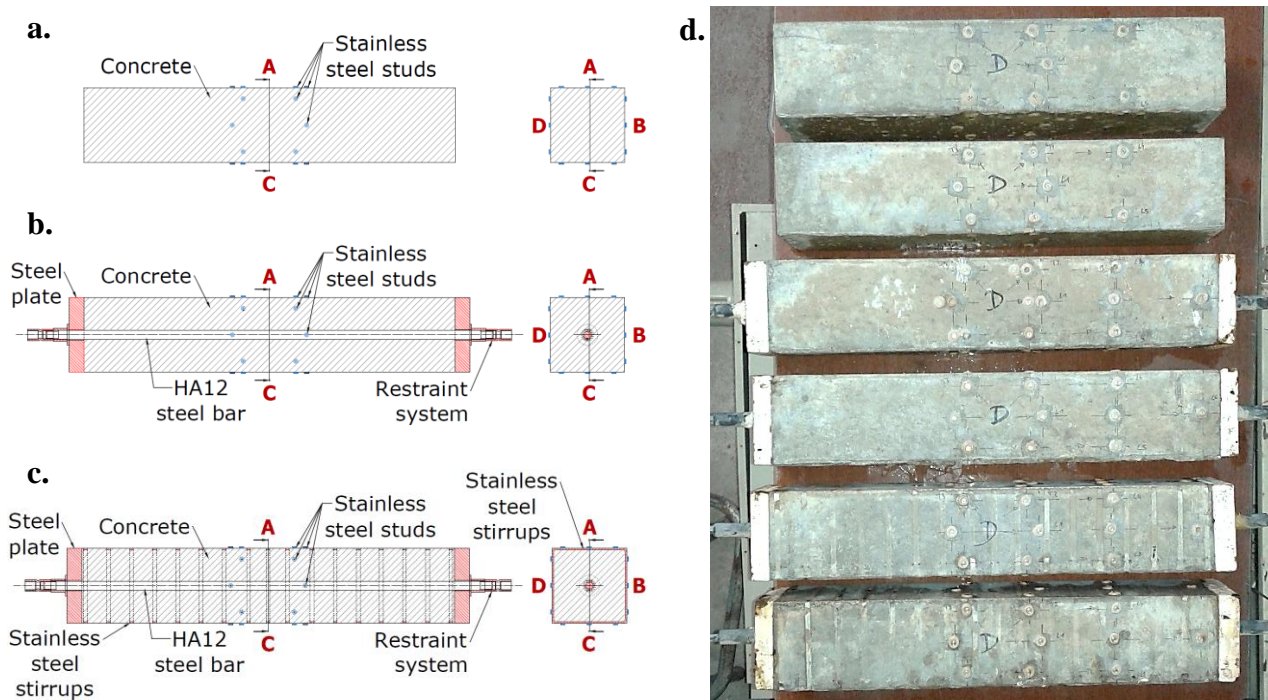 a.
Concrete
Stainless
steel studs
A
A
D
B
C
C
b.
Steel
plate
Concrete
Stainless
steel studs
A
A
D
B
C
C
HA12
steel bar
Restraint
system
c.
Steel
plate
Concrete
Stainless
steel studs
Stainless
steel
stirrups
A
A
D
B
C
C
Stainless
steel
stirrups
HA12
steel bar
Restraint
system
d.
D
D
D
D
D
D